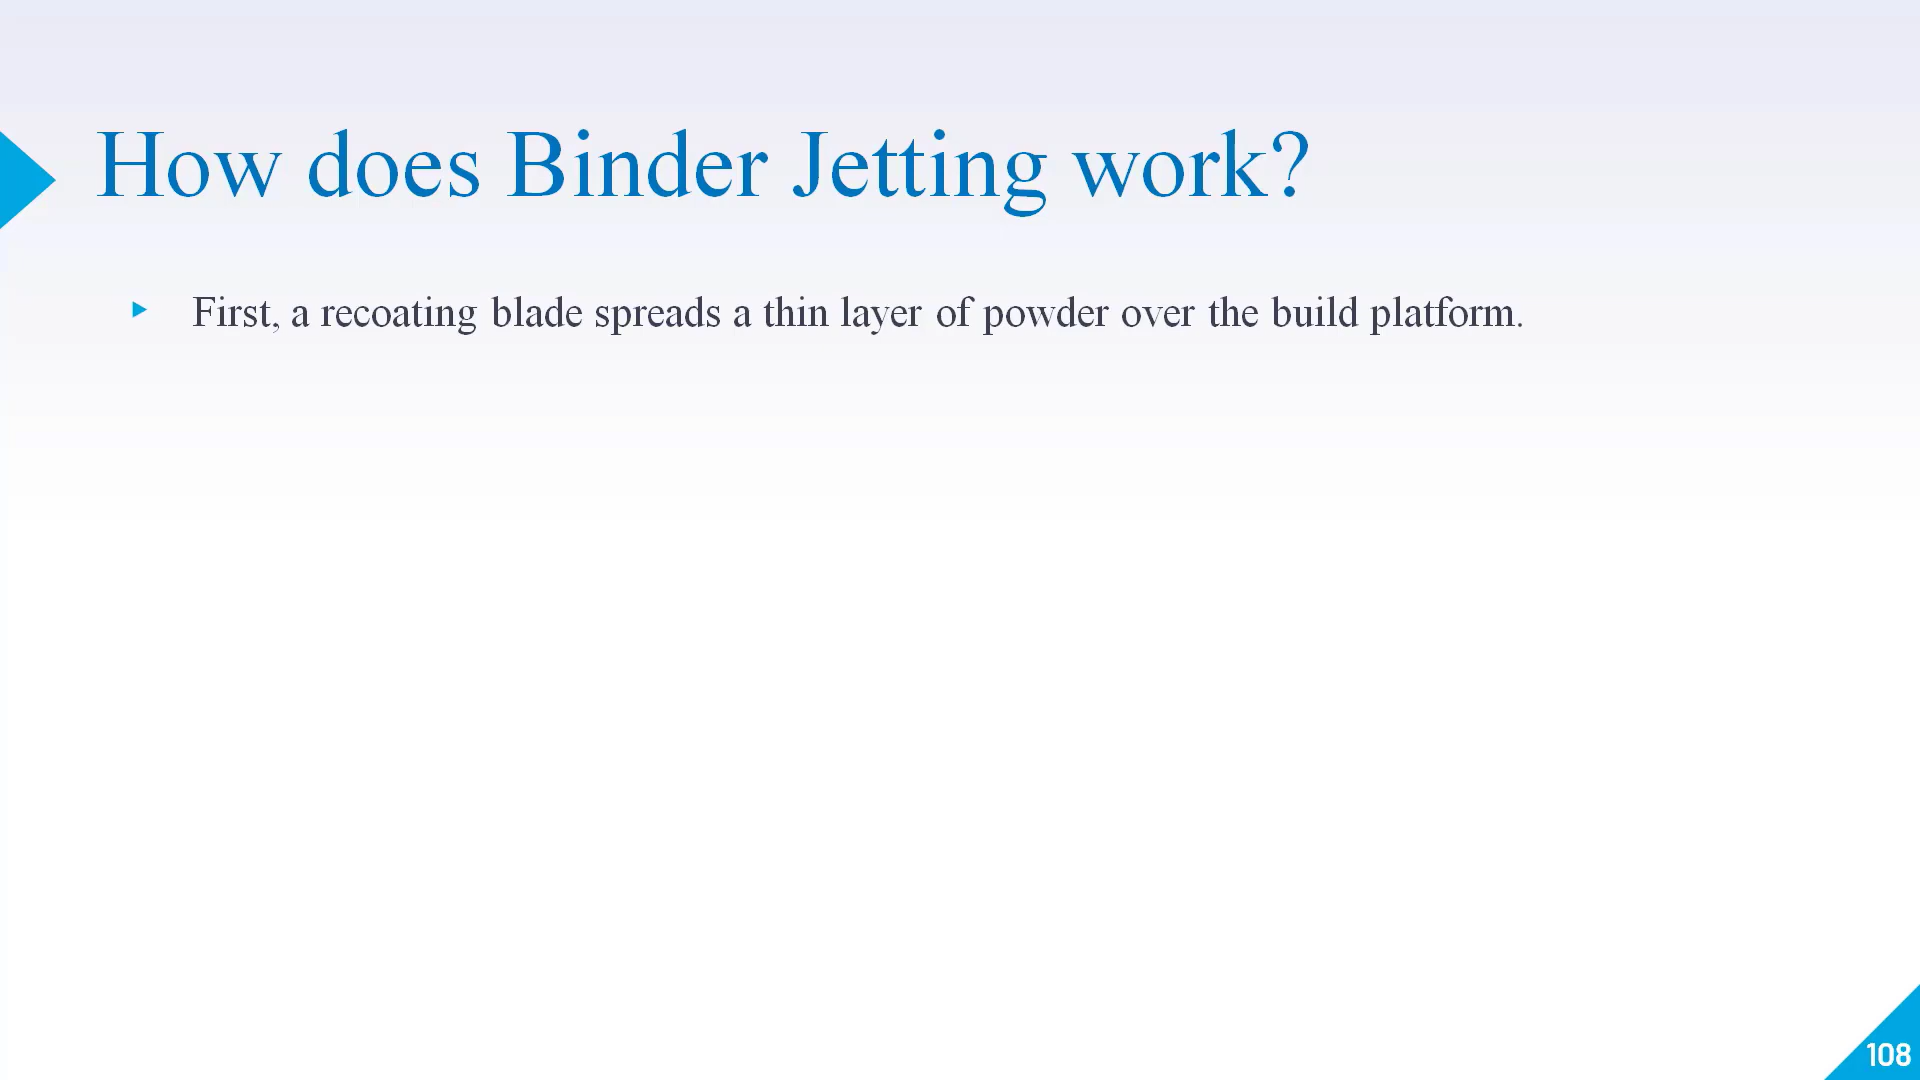 How does Binder Jetting work?
First, a recoating blade spreads a thin layer of powder over the build platform.
108